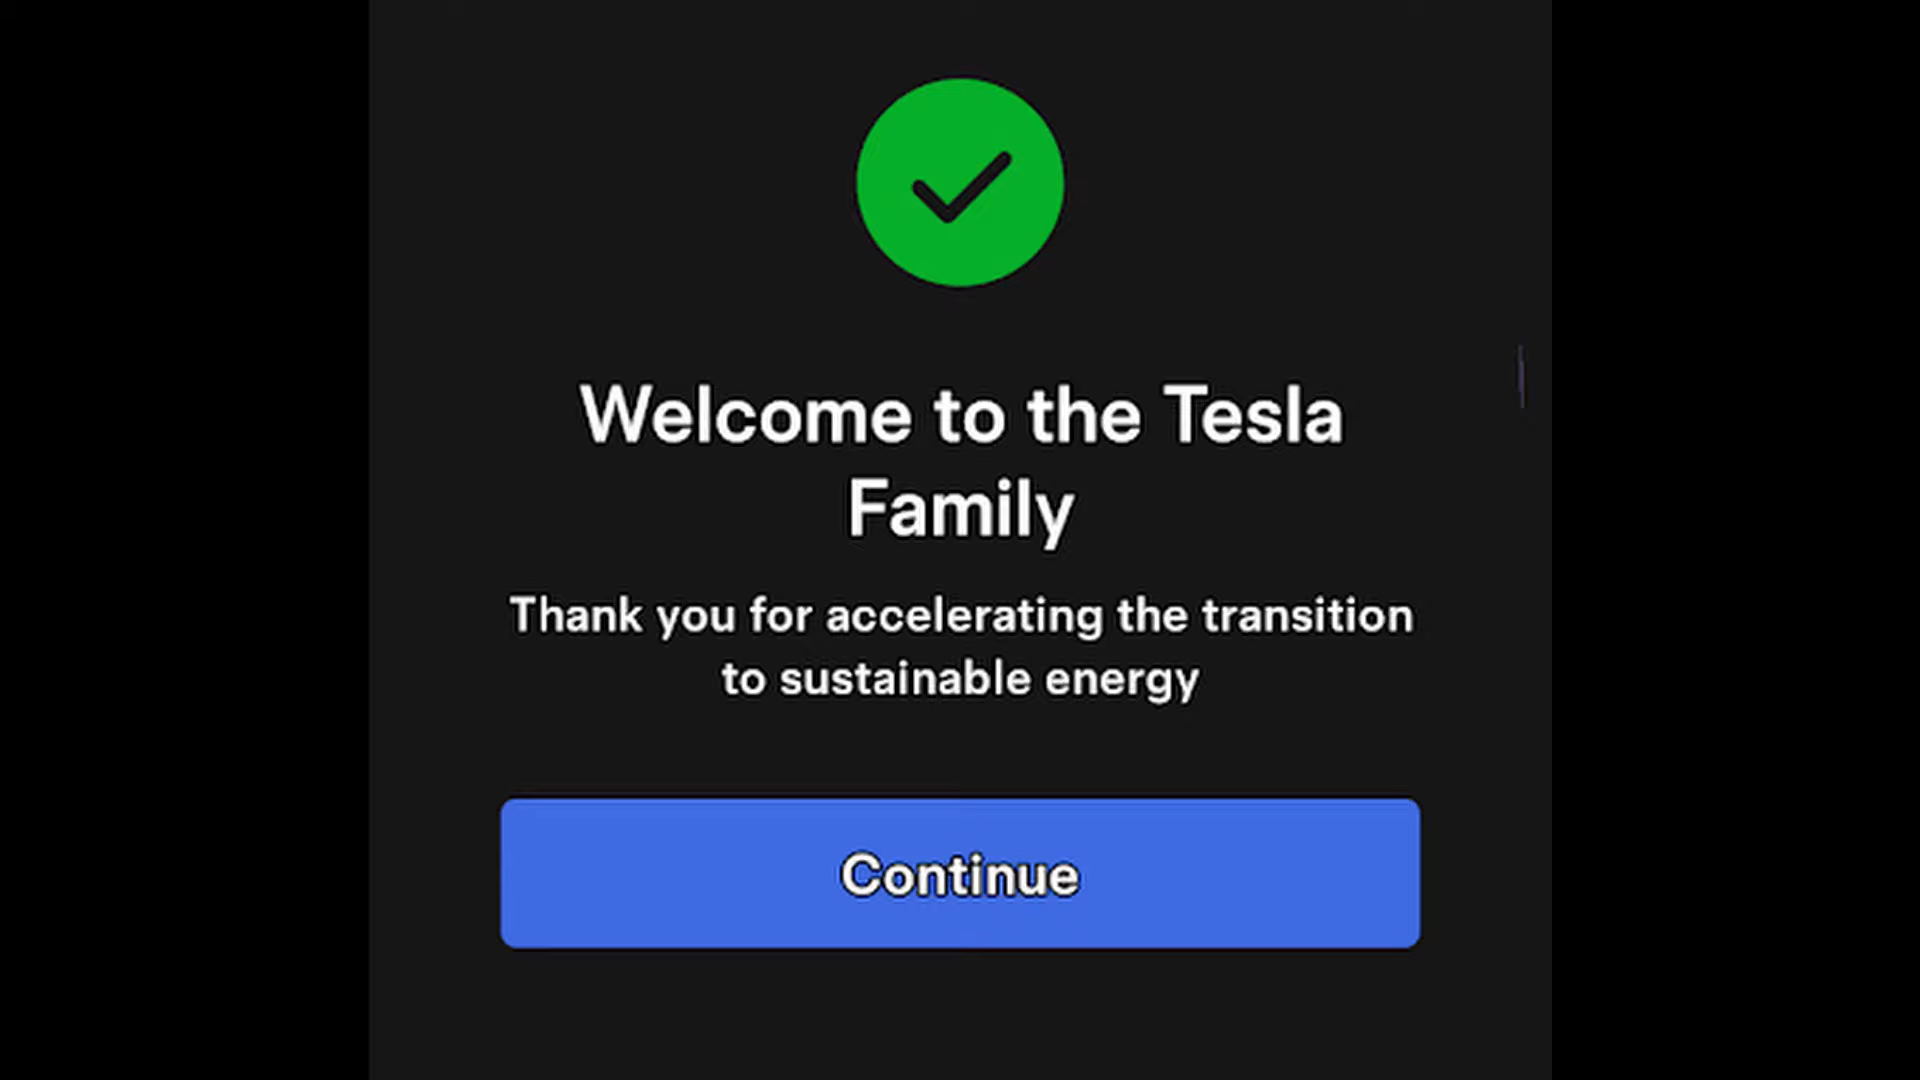 Welcome to the Tesla
Family
Thank you for accelerating the transition
to sustainable energy
Continue